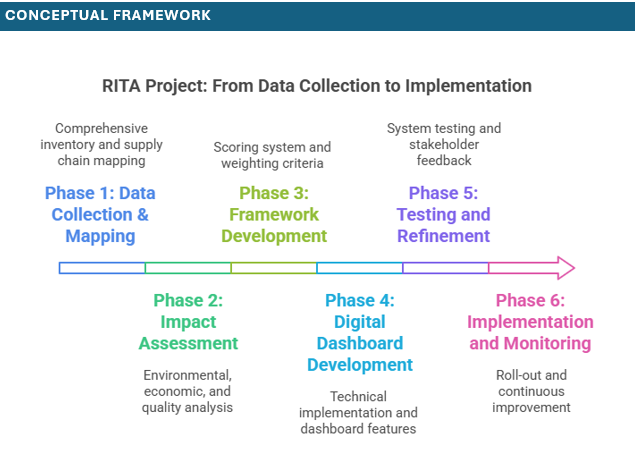 CONCEPTUAL FRAMEWORK
RITA Project: From Data Collection to Implementation
Comprehensive
inventory and supply
chain mapping
Phase 1: Data
Collection &
Mapping
Scoring system and
weighting criteria
Phase 3:
Framework
Development
System testing and
stakeholder
feedback
Phase 5:
Testing and
Refinement
Phase 2:
Impact
Assessment
Environmental,
economic, and
quality analysis
Phase 4:
Digital
Dashboard
Development
Technical
implementation and
dashboard features
Phase 6:
Implementation
and Monitoring
Roll-out and
continuous
improvement